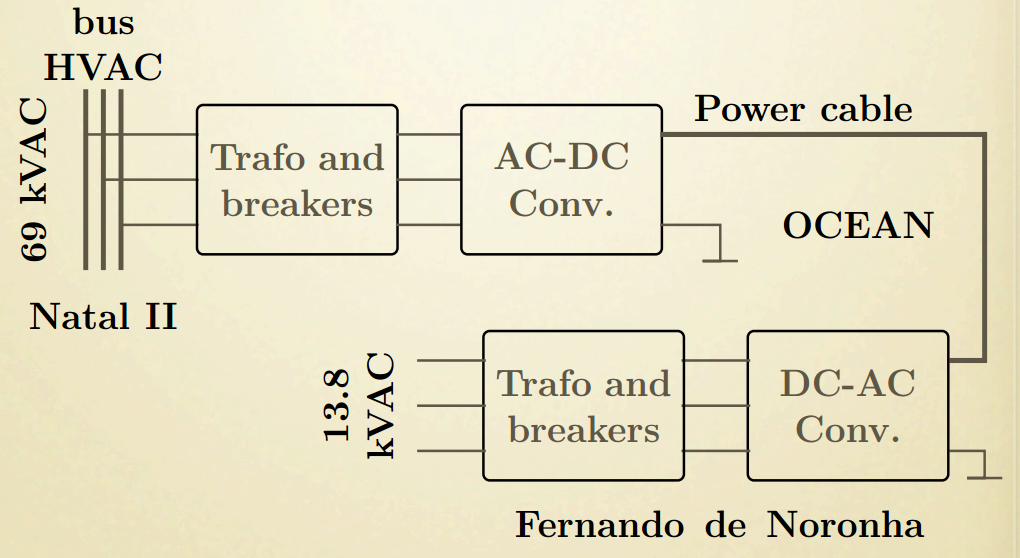 bus
HVAC
69 kVAC
Trafo and
breakers
AC-DC
Conv.
Power cable
OCEAN
Natal II
13.8
kVAC
Trafo and
breakers
DC-AC
Conv.
Fernando de Noronha